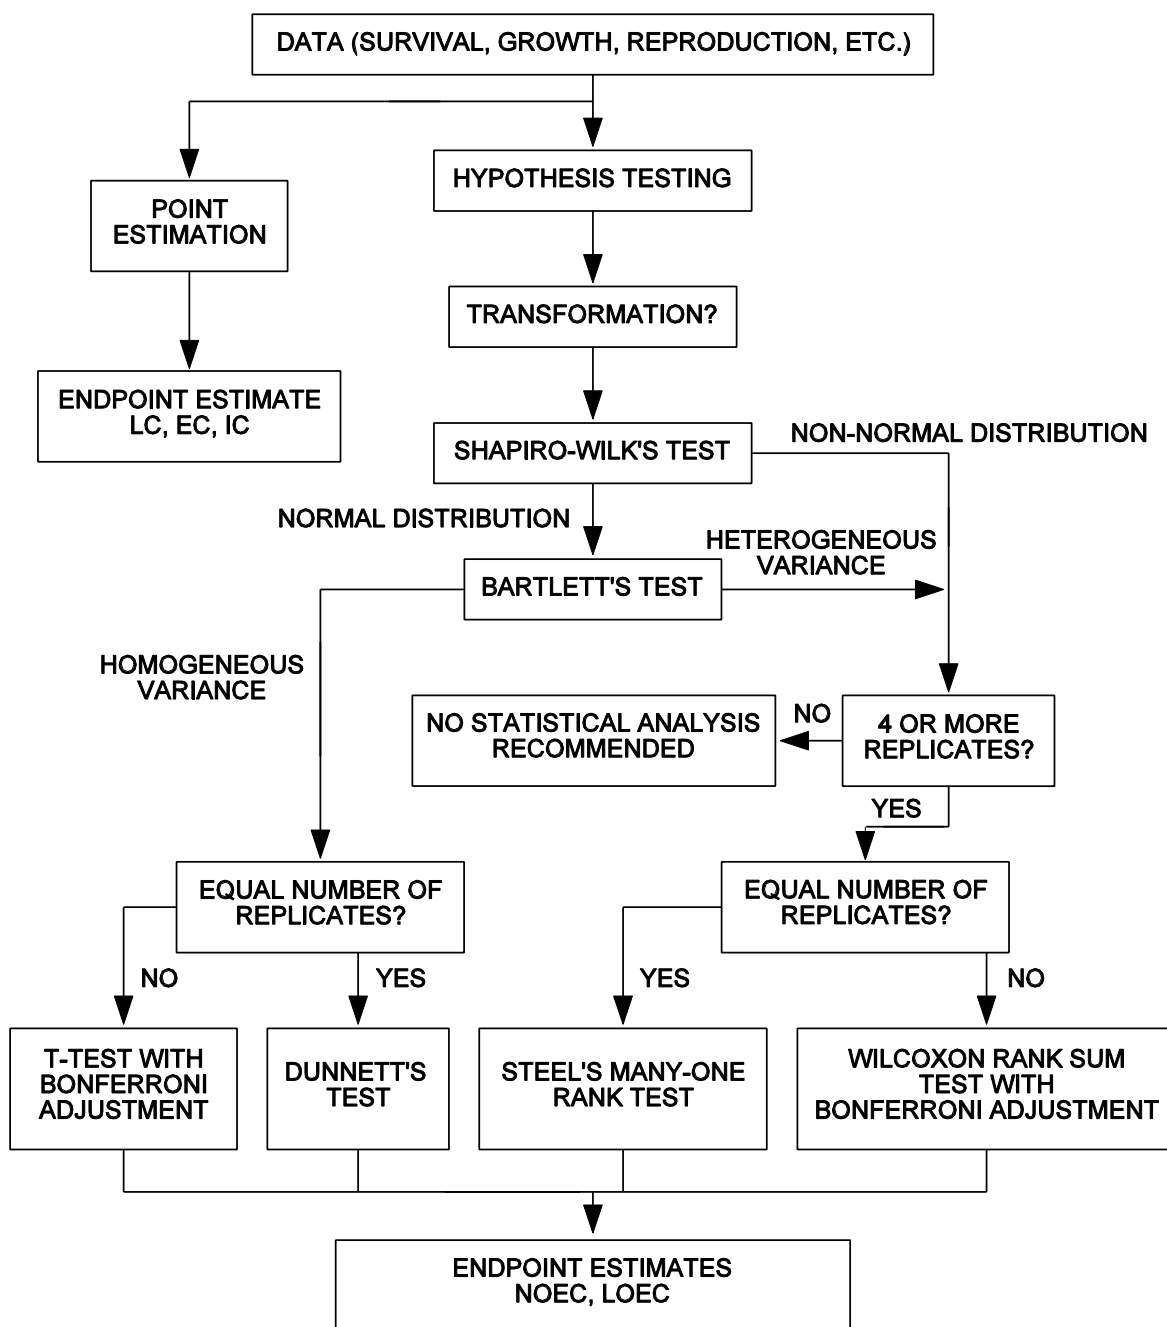 DATA (SURVIVAL, GROWTH, REPRODUCTION, ETC.)
HYPOTHESIS TESTING
POINT
ESTIMATION
TRANSFORMATION?
ENDPOINT ESTIMATE
LC, EC, IC
SHAPIRO-WILK'S TEST
NON-NORMAL DISTRIBUTION
NORMAL DISTRIBUTION
HETEROGENEOUS
VARIANCE
BARTLETT'S TEST
HOMOGENEOUS
VARIANCE
NO STATISTICAL ANALYSIS
RECOMMENDED
NO
4 OR MORE
REPLICATES?
YES
EQUAL NUMBER OF
REPLICATES?
EQUAL NUMBER OF
REPLICATES?
NO
YES
YES
NO
T-TEST WITH
BONFERRONI
ADJUSTMENT
DUNNETT'S
TEST
STEEL'S MANY-ONE
RANK TEST
WILCOXON RANK SUM
TEST WITH
BONFERRONI ADJUSTMENT
ENDPOINT ESTIMATES
NOEC, LOEC